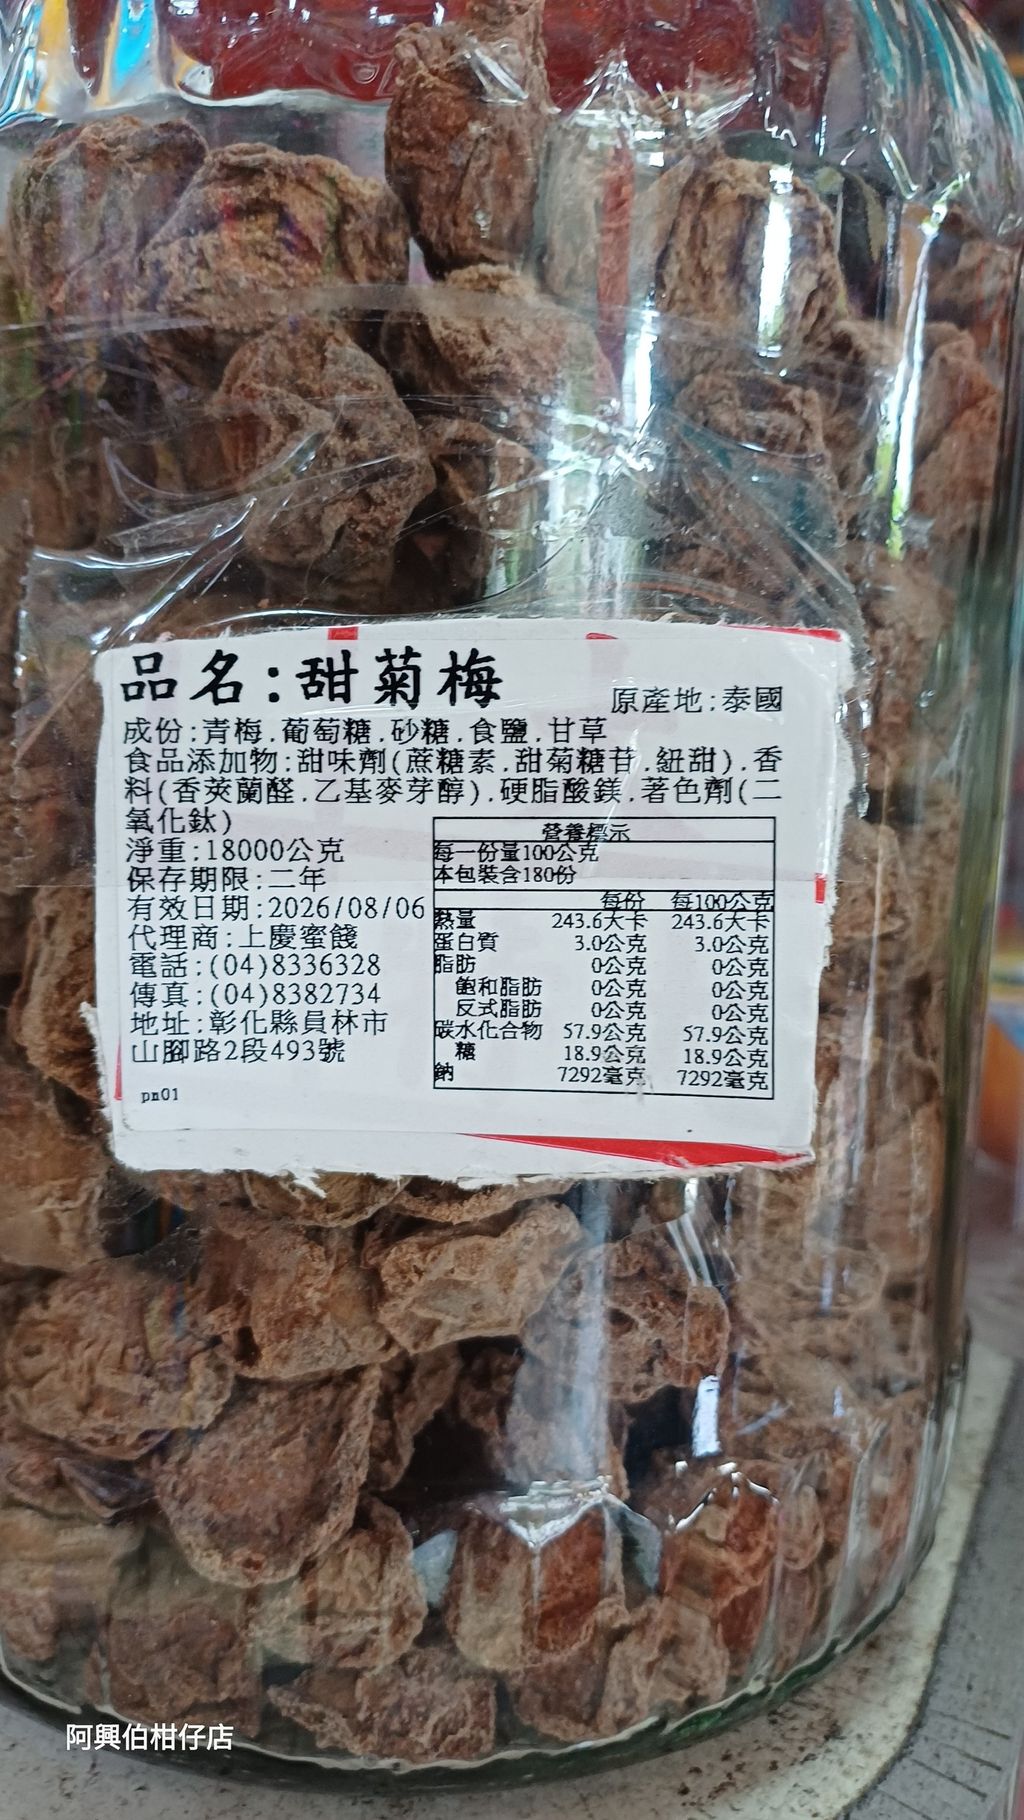 品名:甜菊梅 原產地:泰國
成份:青梅.葡萄糖.砂糖.食鹽.甘草
食品添加物:甜味劑(蔗糖素.甜菊糖苷.紐甜).香
料(香莢蘭醛.乙基麥芽醇).硬脂酸鎂.著色劑(二
氧化鈦)
淨重:18000公克
保存期限:二年
有效日期:2026/08/06
代理商:上慶蜜餞
電話:(04)8336328
傳真:(04)8382734
地址:彰化縣員林市
山腳路2段493號
pn01
營養標示
每一份量100公克
本包裝含180份
每份 每100公克
熱量 243.6大卡 243.6大卡
蛋白質 3.0公克 3.0公克
脂肪 0公克 0公克
飽和脂肪 0公克 0公克
反式脂肪 0公克 0公克
碳水化合物 57.9公克 57.9公克
糖 18.9公克 18.9公克
鈉 7292毫克 7292毫克
阿興伯柑仔店